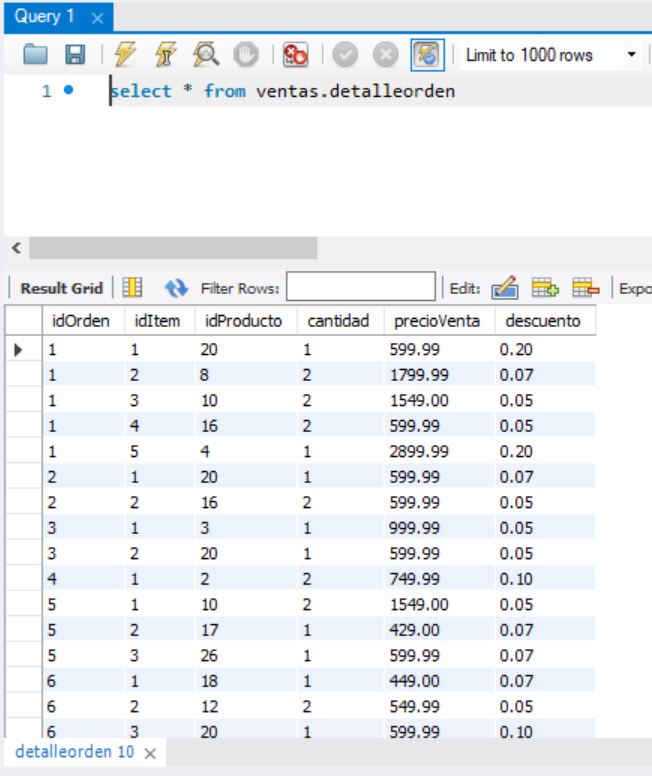 Query 1
Limit to 1000 rows
1 select * from ventas.detalleorden
Result Grid Filter Rows: Edit: Expo
idOrden idItem idProducto cantidad precioVenta descuento
1 1 20 1 599.99 0.20
1 2 8 2 1799.99 0.07
1 3 10 2 1549.00 0.05
1 4 16 2 599.99 0.05
1 5 4 1 2899.99 0.20
2 1 20 1 599.99 0.07
2 2 16 2 599.99 0.05
3 1 3 1 999.99 0.05
3 2 20 1 599.99 0.05
4 1 2 2 749.99 0.10
5 1 10 2 1549.00 0.05
5 2 17 1 429.00 0.07
5 3 26 1 599.99 0.07
6 1 18 1 449.00 0.07
6 2 12 2 549.99 0.05
6 3 20 1 599.99 0.10
detalleorden 10